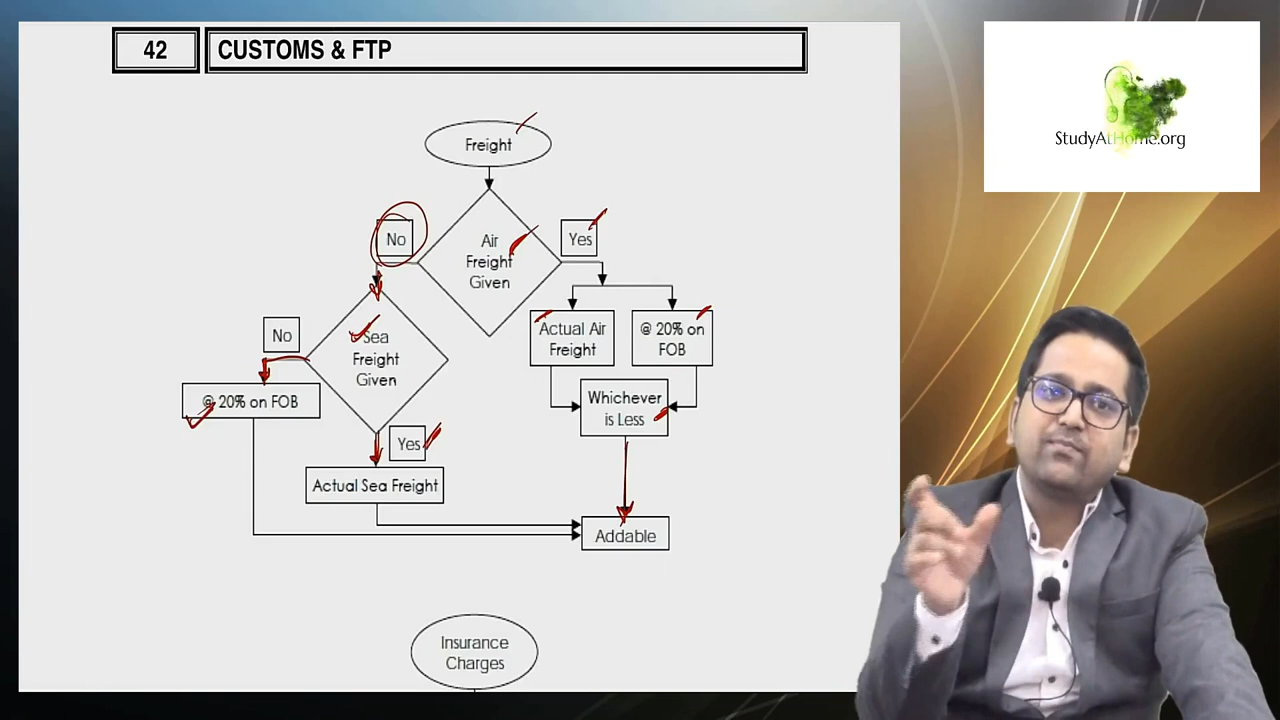 42
CUSTOMS & FTP
StudyAtHome.org
Freight
No
Air
Freight
Given
Yes
No
Sea
Freight
Given
Actual Air
Freight
@ 20% on
FOB
@ 20% on FOB
Whichever
is Less
Yes
Actual Sea Freight
Addable
Insurance
Charges